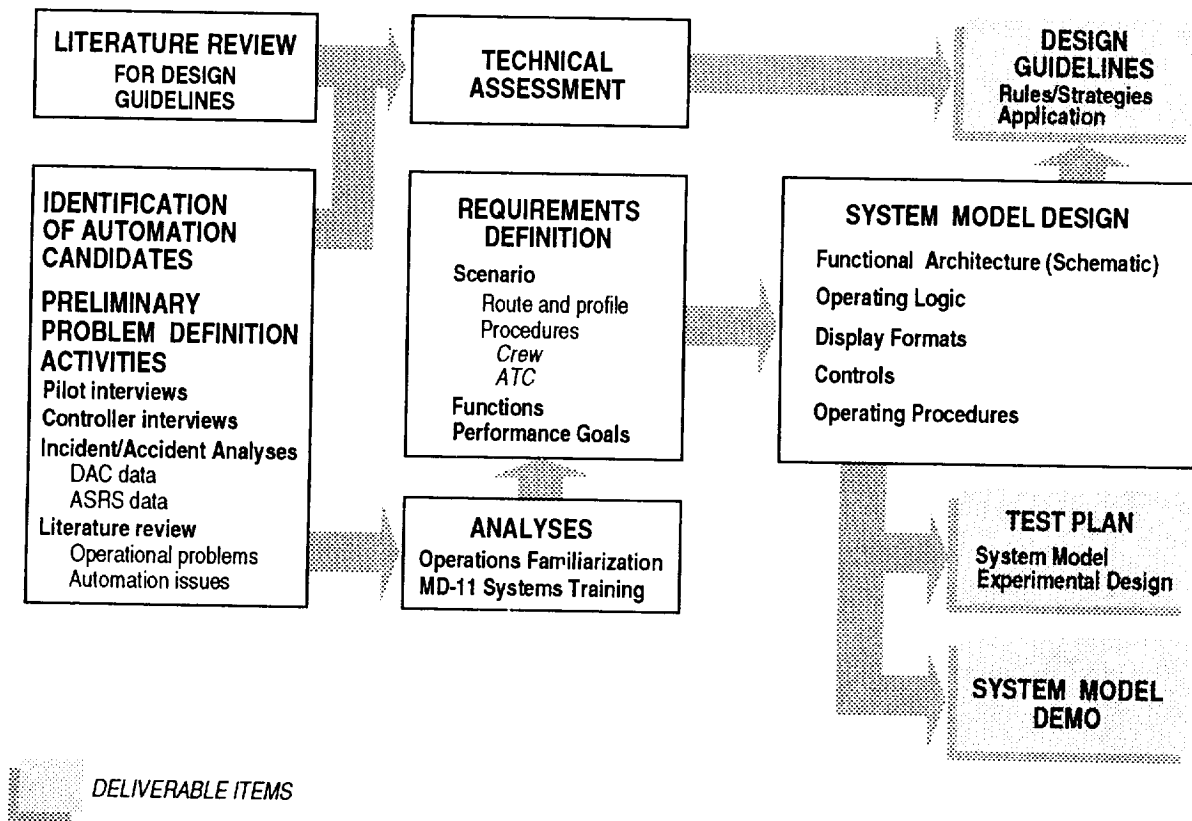 LITERATURE REVIEW
FOR DESIGN
GUIDELINES
TECHNICAL
ASSESSMENT
DESIGN
GUIDELINES
Rules/Strategies
Application
IDENTIFICATION
OF AUTOMATION
CANDIDATES
PRELIMINARY
PROBLEM DEFINITION
ACTIVITIES
Pilot interviews
Controller interviews
Incident/Accident Analyses
DAC data
ASRS data
Literature review
Operational problems
Automation issues
REQUIREMENTS
DEFINITION
Scenario
Route and profile
Procedures
Crew
ATC
Functions
Performance Goals
ANALYSES
Operations Familiarization
MD-11 Systems Training
SYSTEM MODEL DESIGN
Functional Architecture (Schematic)
Operating Logic
Display Formats
Controls
Operating Procedures
TEST PLAN
System Model
Experimental Design
SYSTEM MODEL
DEMO
DELIVERABLE ITEMS